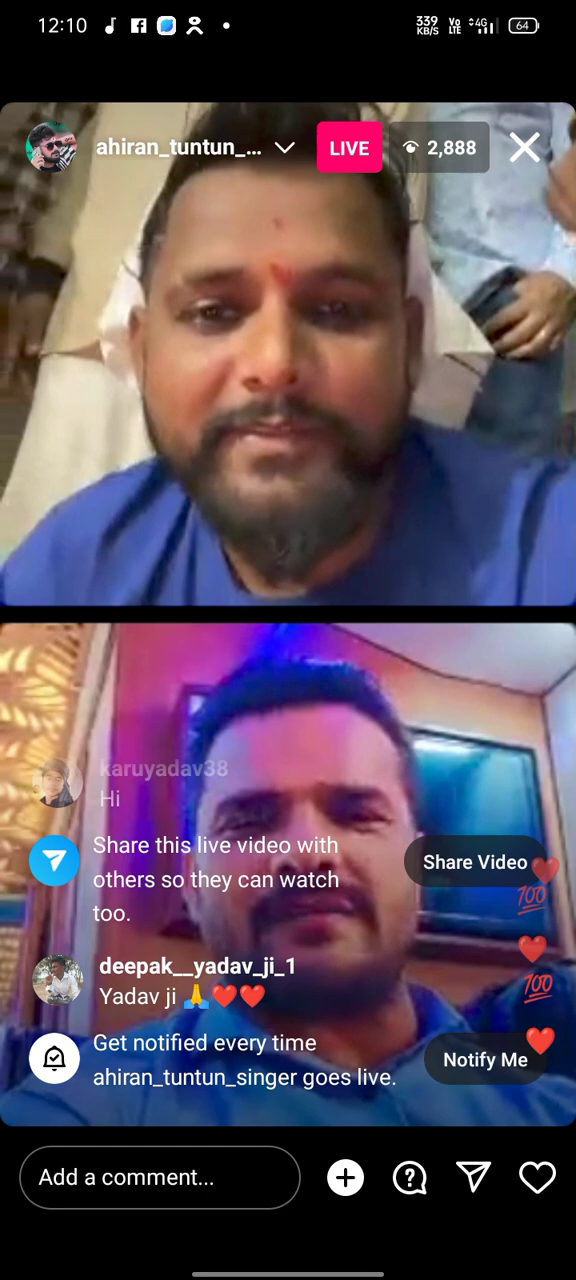 12:10
339 KB/S
Vo LTE
4G
64
ahiran_tuntun_...
LIVE
2,888
karuyadav38
Hi
Share this live video with
others so they can watch
too.
Share Video
100
100
deepak__yadav_ji_1
Yadav ji 🙏❤️❤️
Get notified every time
ahiran_tuntun_singer goes live.
Notify Me
Add a comment...